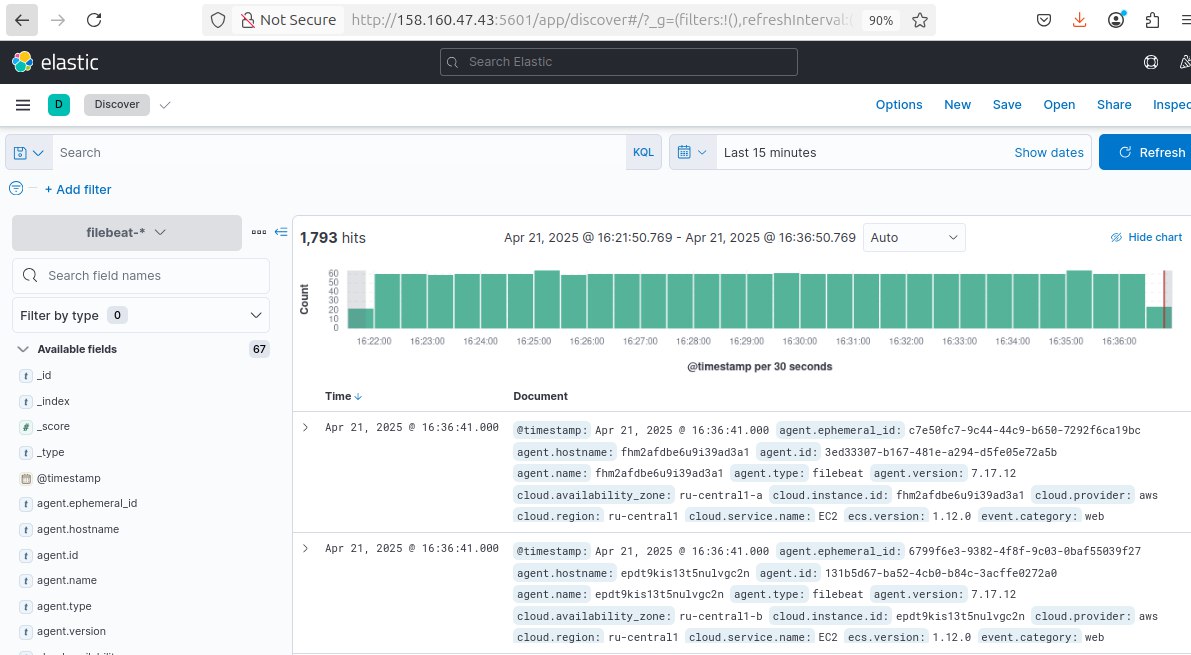 Not Secure http://158.160.47.43:5601/app/discover#/?_g=(filters:!(),refreshInterval:( 90%
elastic Search Elastic
D Discover Options New Save Open Share Inspec
Search KQL Last 15 minutes Show dates Refresh
+ Add filter
filebeat-* 1,793 hits Apr 21, 2025 @ 16:21:50.769 - Apr 21, 2025 @ 16:36:50.769 Auto Hide chart
Search field names
Filter by type 0
Available fields 67
t _id
t _index
# _score
t _type
@timestamp
t agent.ephemeral_id
t agent.hostname
t agent.id
t agent.name
t agent.type
t agent.version
Count
60
50
40
30
20
10
0
16:22:00 16:23:00 16:24:00 16:25:00 16:26:00 16:27:00 16:28:00 16:29:00 16:30:00 16:31:00 16:32:00 16:33:00 16:34:00 16:35:00 16:36:00
@timestamp per 30 seconds
Time Document
Apr 21, 2025 @ 16:36:41.000 @timestamp: Apr 21, 2025 @ 16:36:41.000 agent.ephemeral_id: c7e50fc7-9c44-44c9-b650-7292f6ca19bc
agent.hostname: fhm2afdbe6u9i39ad3a1 agent.id: 3ed33307-b167-481e-a294-d5fe05e72a5b
agent.name: fhm2afdbe6u9i39ad3a1 agent.type: filebeat agent.version: 7.17.12
cloud.availability_zone: ru-central1-a cloud.instance.id: fhm2afdbe6u9i39ad3a1 cloud.provider: aws
cloud.region: ru-central1 cloud.service.name: EC2 ecs.version: 1.12.0 event.category: web
Apr 21, 2025 @ 16:36:41.000 @timestamp: Apr 21, 2025 @ 16:36:41.000 agent.ephemeral_id: 6799f6e3-9382-4f8f-9c03-0baf55039f27
agent.hostname: epdt9kis13t5nulvgc2n agent.id: 131b5d67-ba52-4cb0-b84c-3acffe0272a0
agent.name: epdt9kis13t5nulvgc2n agent.type: filebeat agent.version: 7.17.12
cloud.availability_zone: ru-central1-b cloud.instance.id: epdt9kis13t5nulvgc2n cloud.provider: aws
cloud.region: ru-central1 cloud.service.name: EC2 ecs.version: 1.12.0 event.category: web